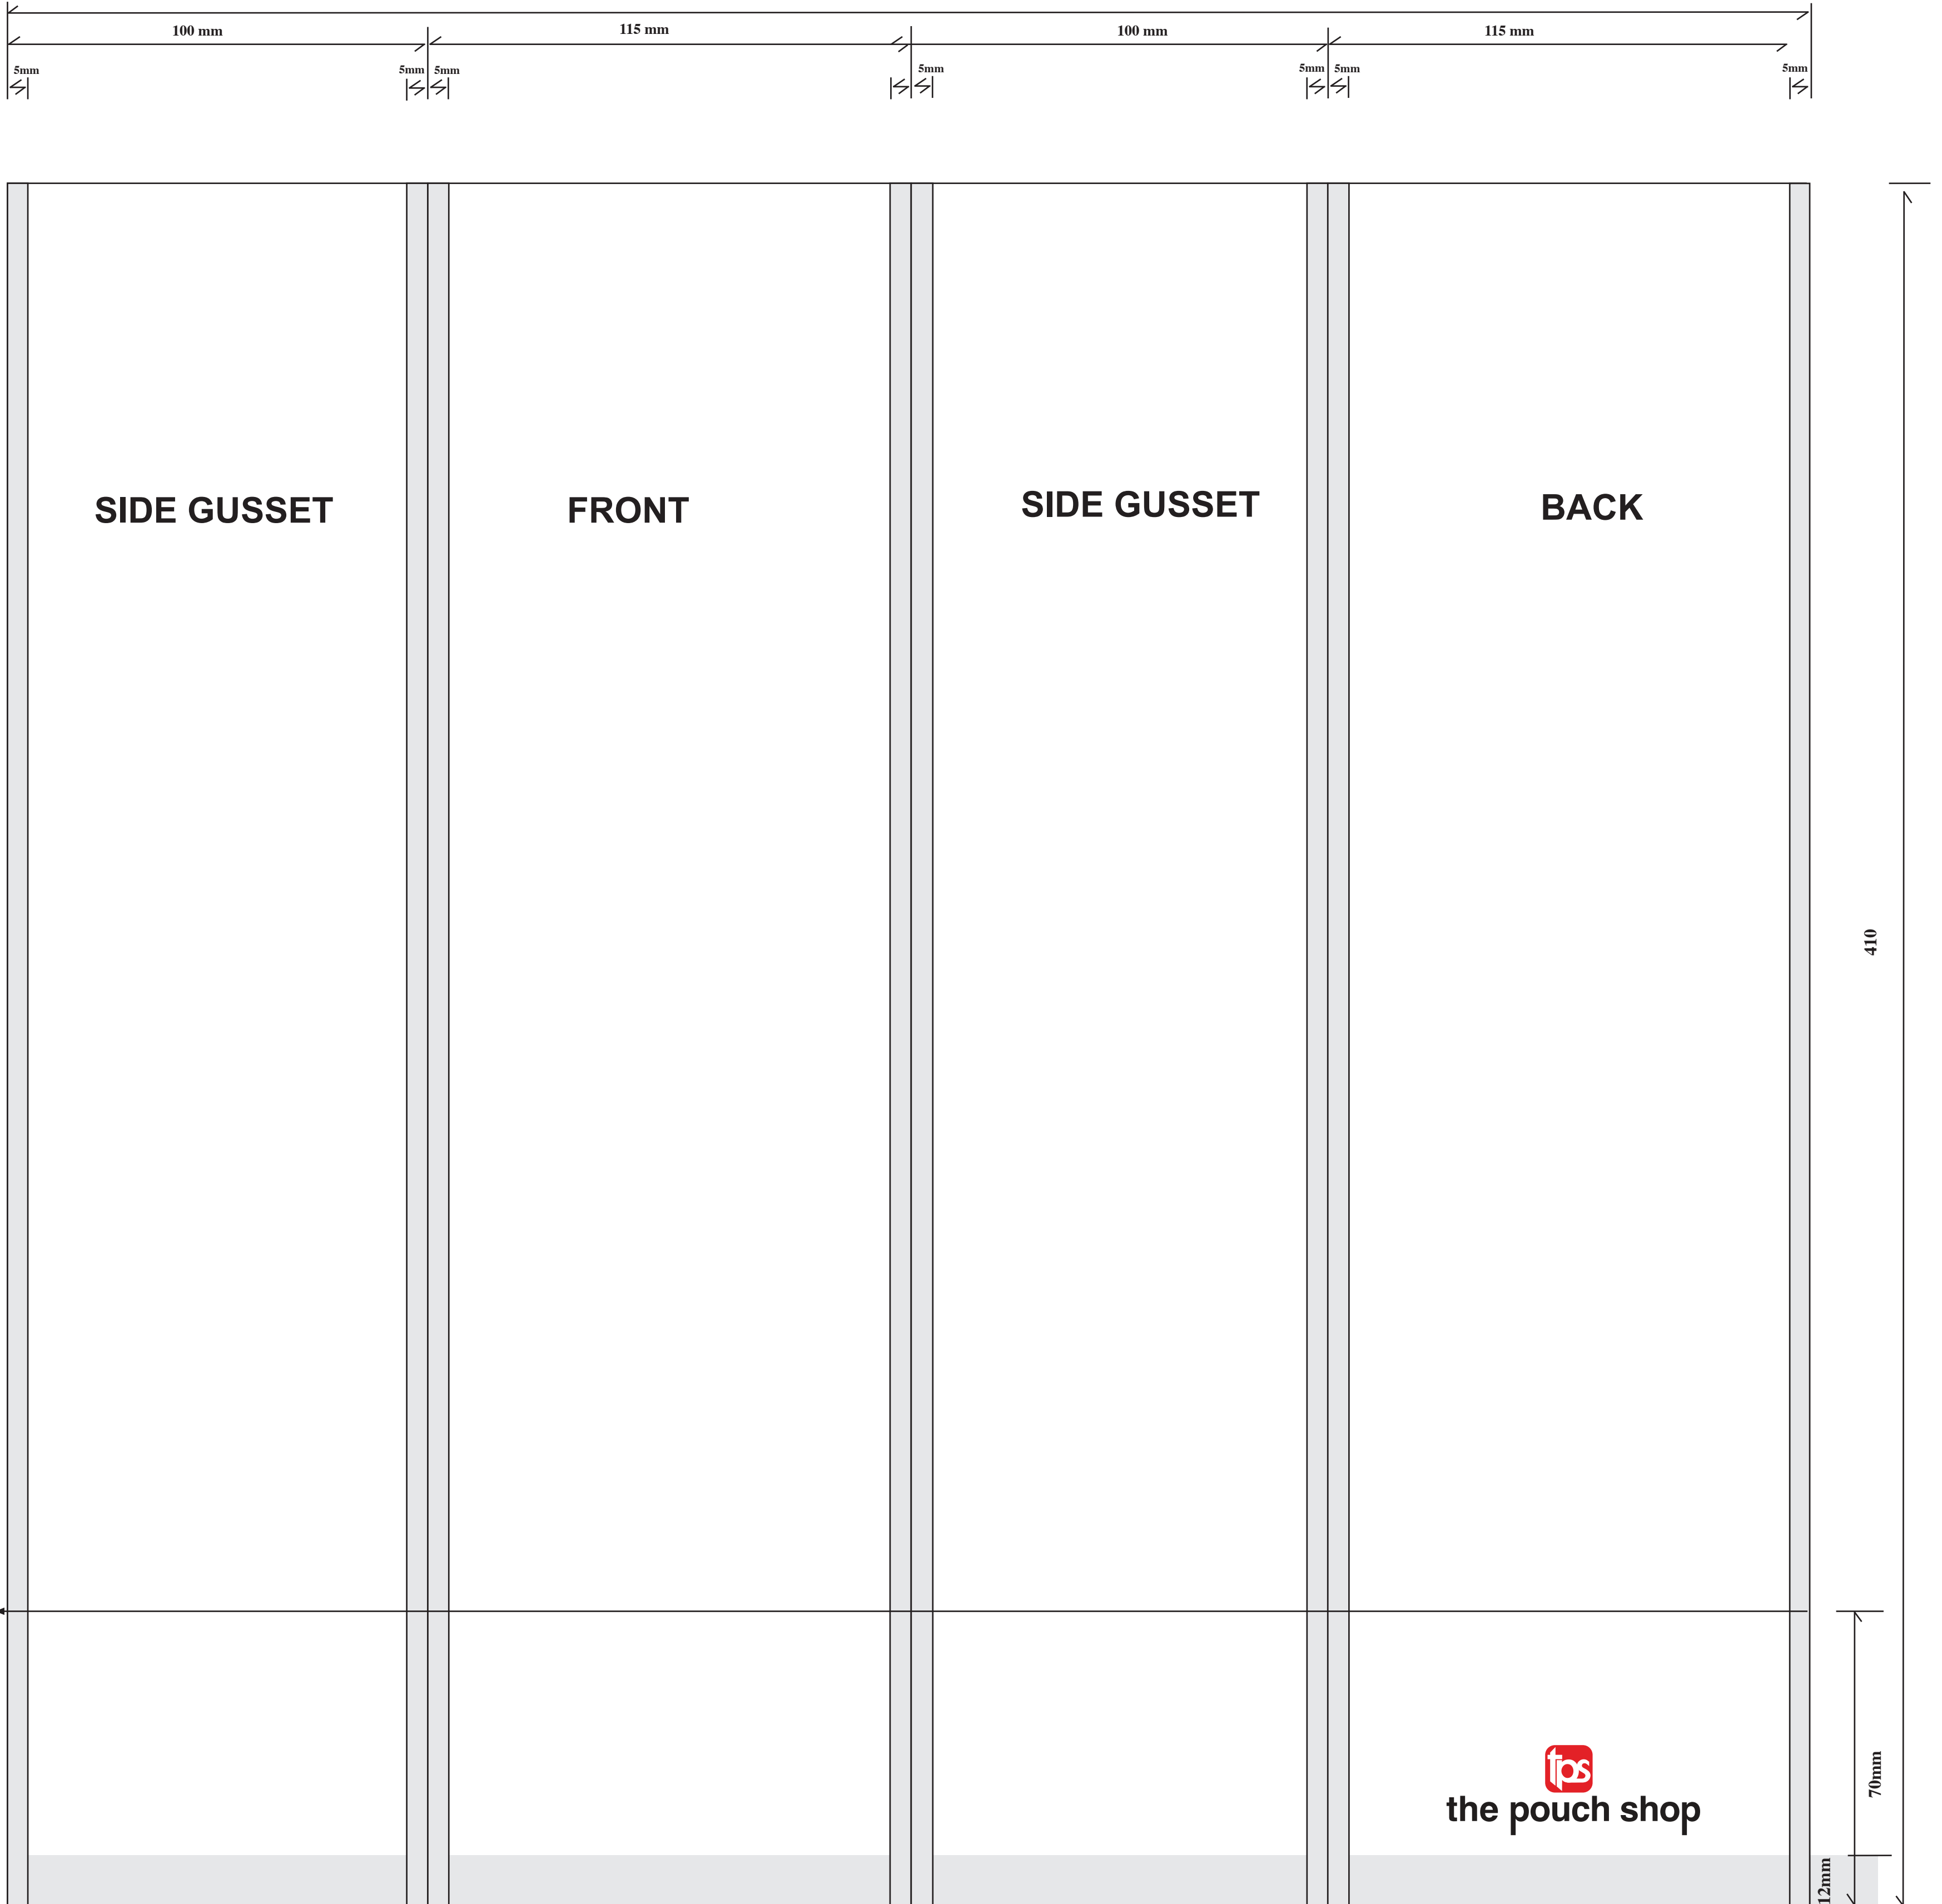 100 mm 115 mm 100 mm 115 mm
5mm 5mm 5mm 5mm 5mm 5mm 5mm
SIDE GUSSET FRONT SIDE GUSSET BACK
410
tps
the pouch shop
70mm
12mm